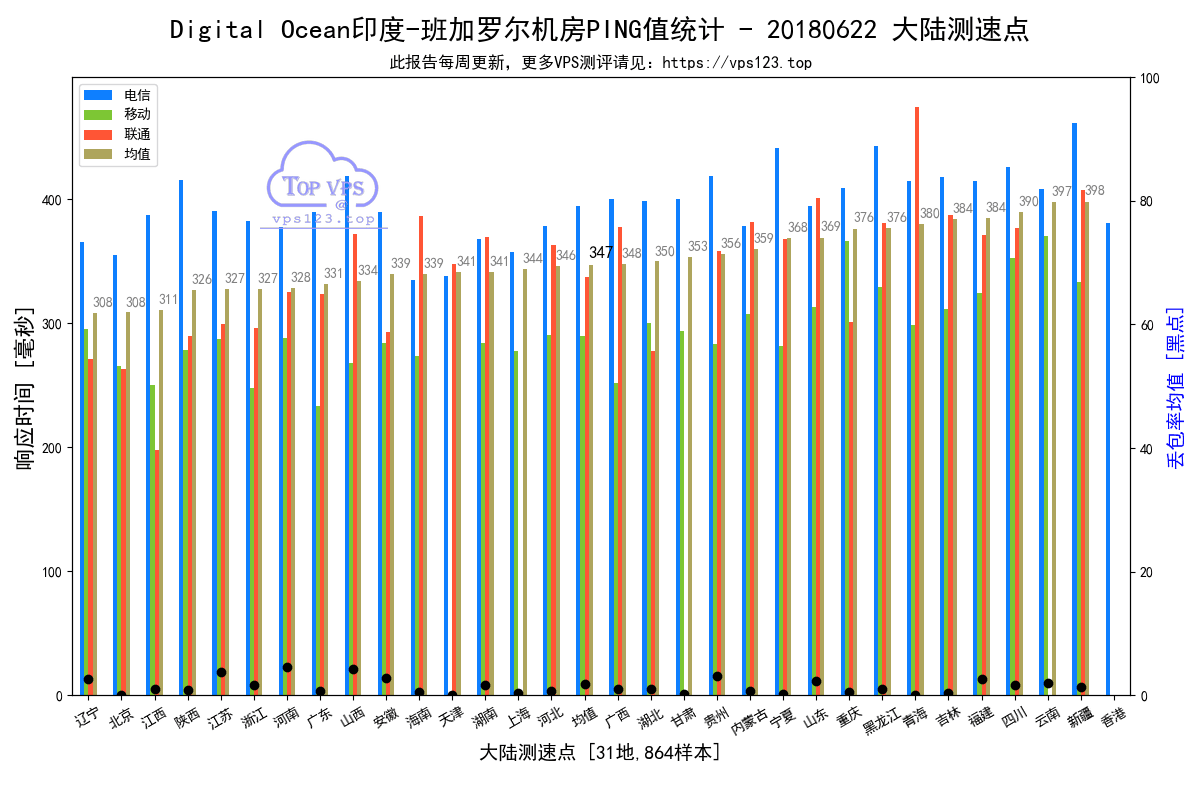 Digital Ocean印度-班加罗尔机房PING值统计 - 20180622 大陆测速点
此报告每周更新，更多VPS测评请见：https://vps123.top
电信
移动
联通
均值
TOP VPS
@
vps123.top
响应时间 [毫秒]
400
300
200
100
0
308
308
311
326
327
327
328
331
334
339
339
341
341
344
346
347
348
350
353
356
359
368
369
376
376
380
384
384
390
397
398
100
80
60
40
20
0
丢包率均值 [黑点]
辽宁
北京
江西
陕西
江苏
浙江
河南
广东
山西
安徽
海南
天津
湖南
上海
河北
均值
广西
湖北
甘肃
贵州
内蒙古
宁夏
山东
重庆
黑龙江
青海
吉林
福建
四川
云南
新疆
香港
大陆测速点 [31地,864样本]